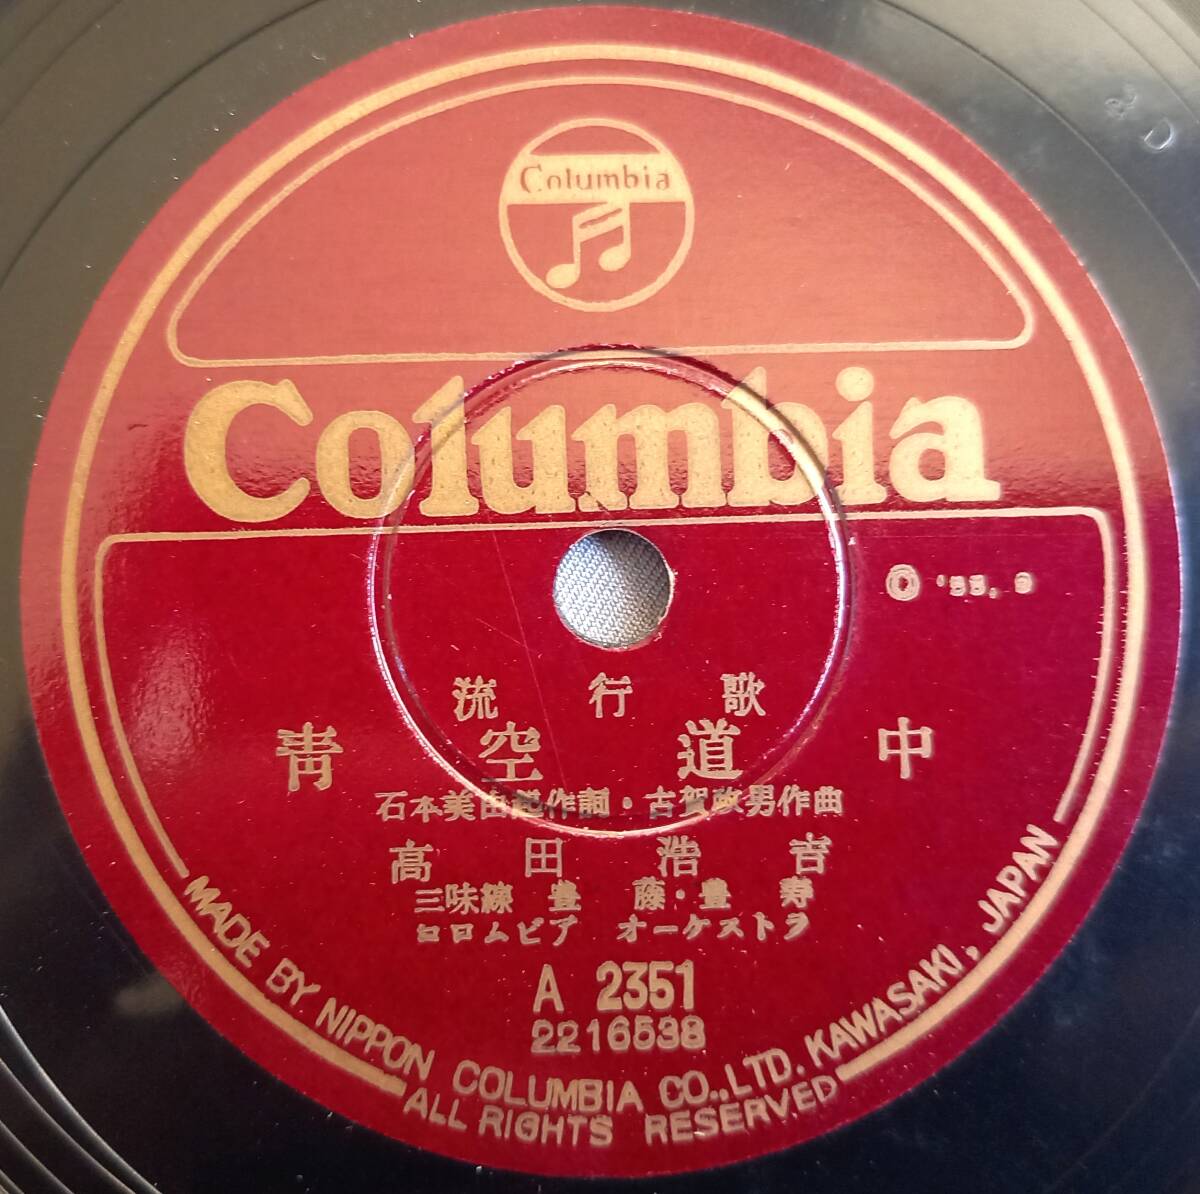 Columbia
Columbia
Ⓟ '55. 9
流行歌
靑空道中
石本美由起作詞・古賀政男作曲
高田浩吉
三味線 豊藤・豊寿
コロムビア オーケストラ
A 2351
2216538
MADE BY NIPPON COLUMBIA CO., LTD. KAWASAKI, JAPAN
ALL RIGHTS RESERVED
2 D